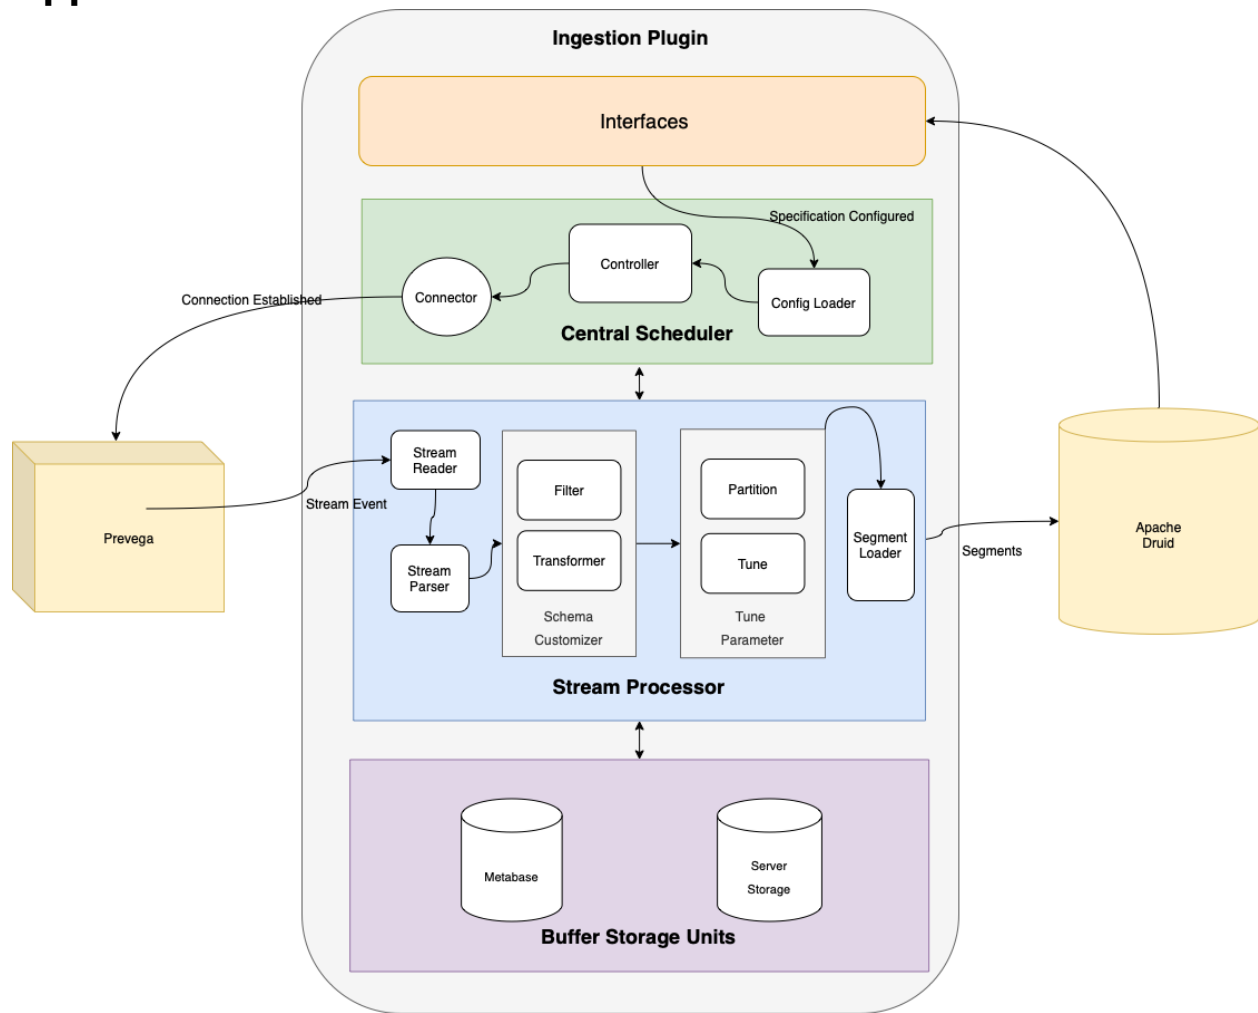 Ingestion Plugin
Interfaces
Specification Configured
Controller
Connector
Config Loader
Connection Established
Central Scheduler
Stream
Reader
Filter
Partition
Stream Event
Prevega
Segment
Loader
Segments
Apache
Druid
Stream
Parser
Transformer
Tune
Schema
Customizer
Tune
Parameter
Stream Processor
Metabase
Server
Storage
Buffer Storage Units